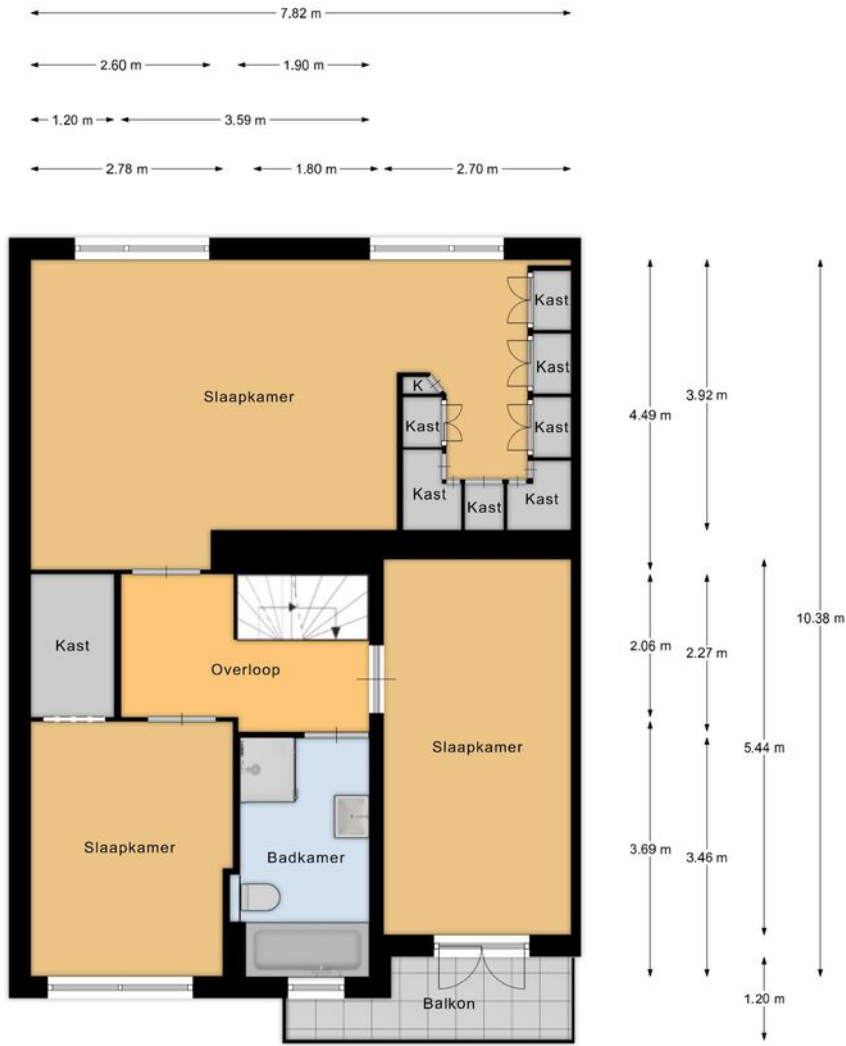 7.82 m
2.60 m
1.90 m
1.20 m
3.59 m
2.78 m
1.80 m
2.70 m
Kast
Kast
K
Slaapkamer
3.92 m
4.49 m
Kast
Kast
Kast
Kast
Kast
10.38 m
Kast
2.06 m
2.27 m
Overloop
Slaapkamer
5.44 m
Slaapkamer
3.69 m
Badkamer
3.46 m
Balkon
1.20 m